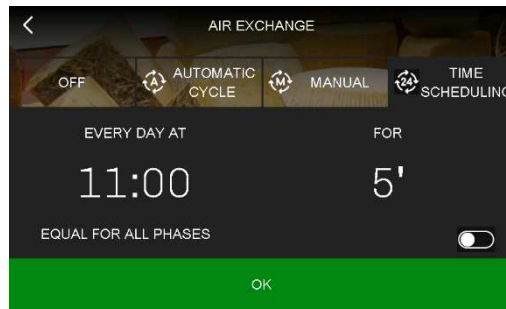 AIR EXCHANGE
OFF
A
AUTOMATIC
CYCLE
M
MANUAL
24
TIME
SCHEDULING
EVERY DAY AT
FOR
11:00
5'
EQUAL FOR ALL PHASES
OK